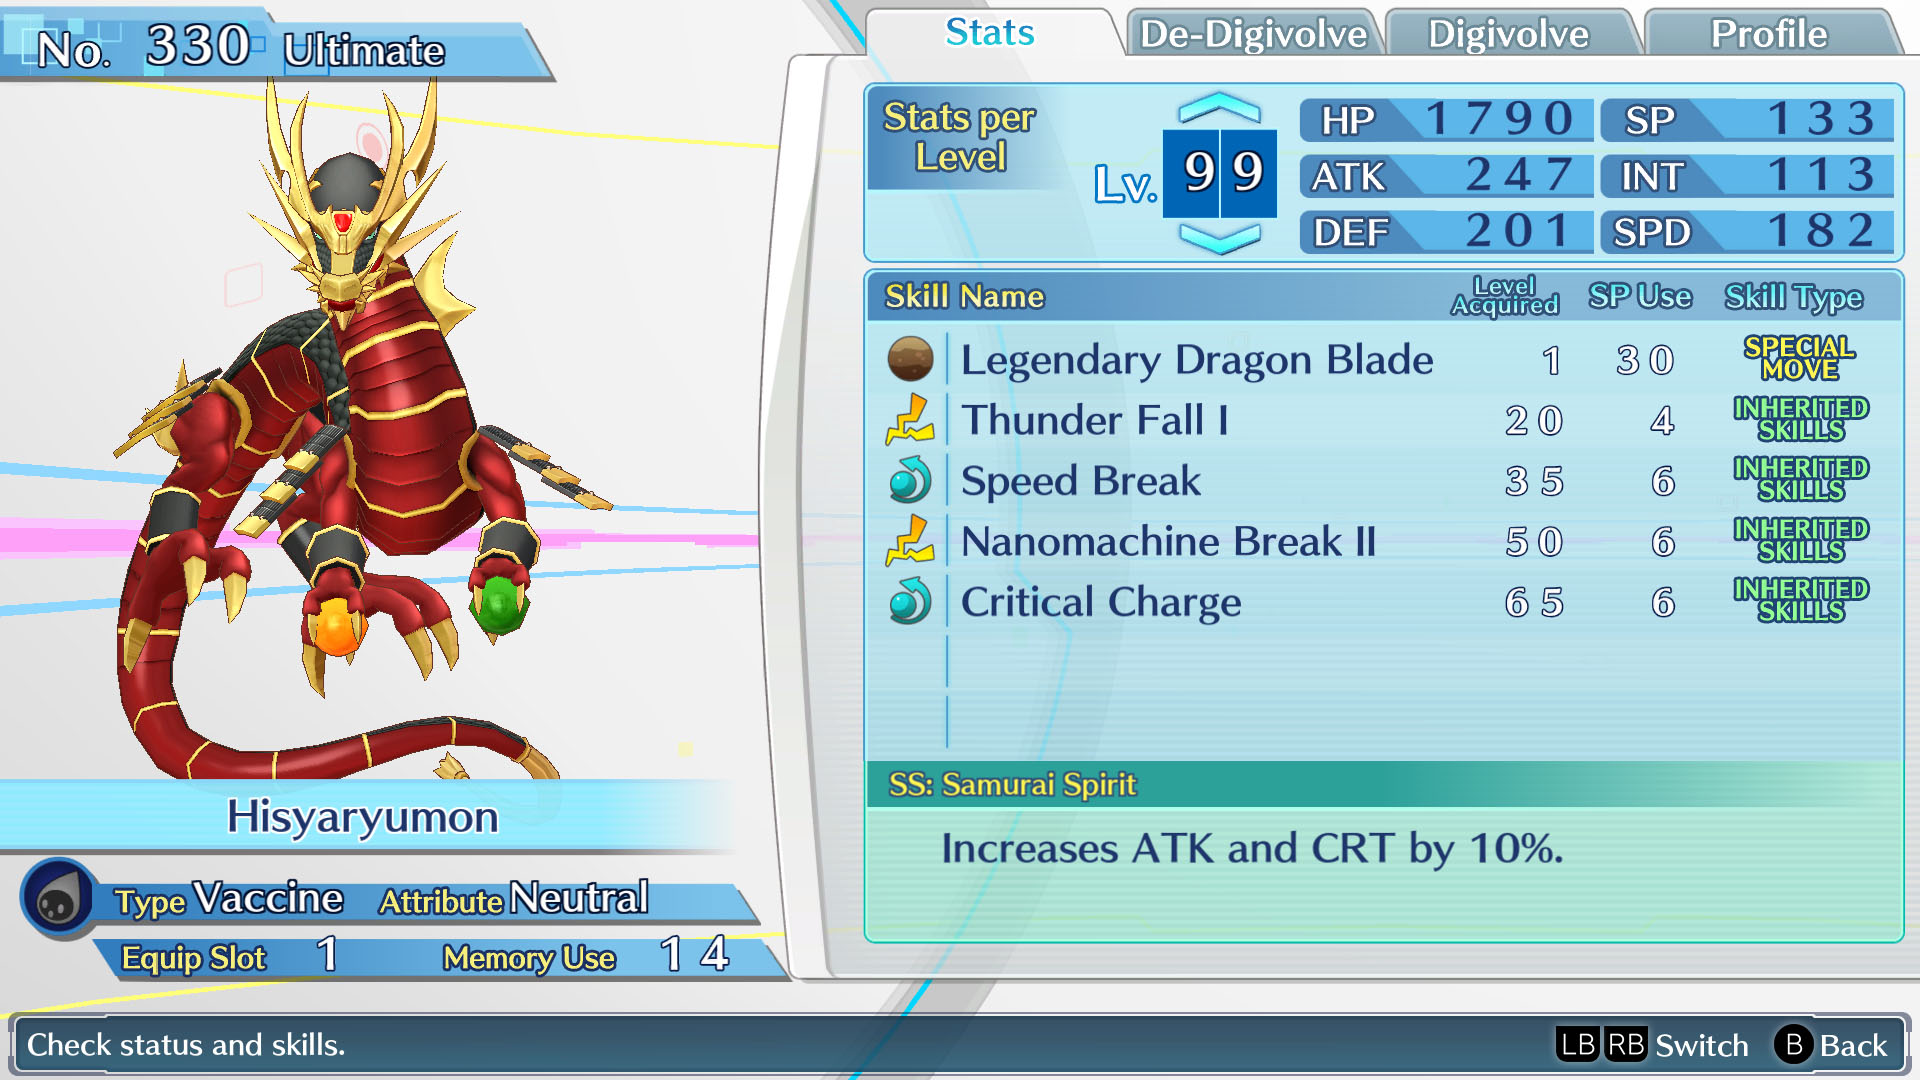 No. 330 Ultimate
Stats
De-Digivolve
Digivolve
Profile
Stats per
Level
Lv. 99
HP 1790
SP 133
ATK 247
INT 113
DEF 201
SPD 182
Skill Name
Level
Acquired
SP Use
Skill Type
Legendary Dragon Blade 1 30 SPECIAL
MOVE
Thunder Fall I 20 4 INHERITED
SKILLS
Speed Break 35 6 INHERITED
SKILLS
Nanomachine Break II 50 6 INHERITED
SKILLS
Critical Charge 65 6 INHERITED
SKILLS
SS: Samurai Spirit
Increases ATK and CRT by 10%.
Hisyaryumon
Type Vaccine Attribute Neutral
Equip Slot 1 Memory Use 14
Check status and skills.
LB RB Switch B Back